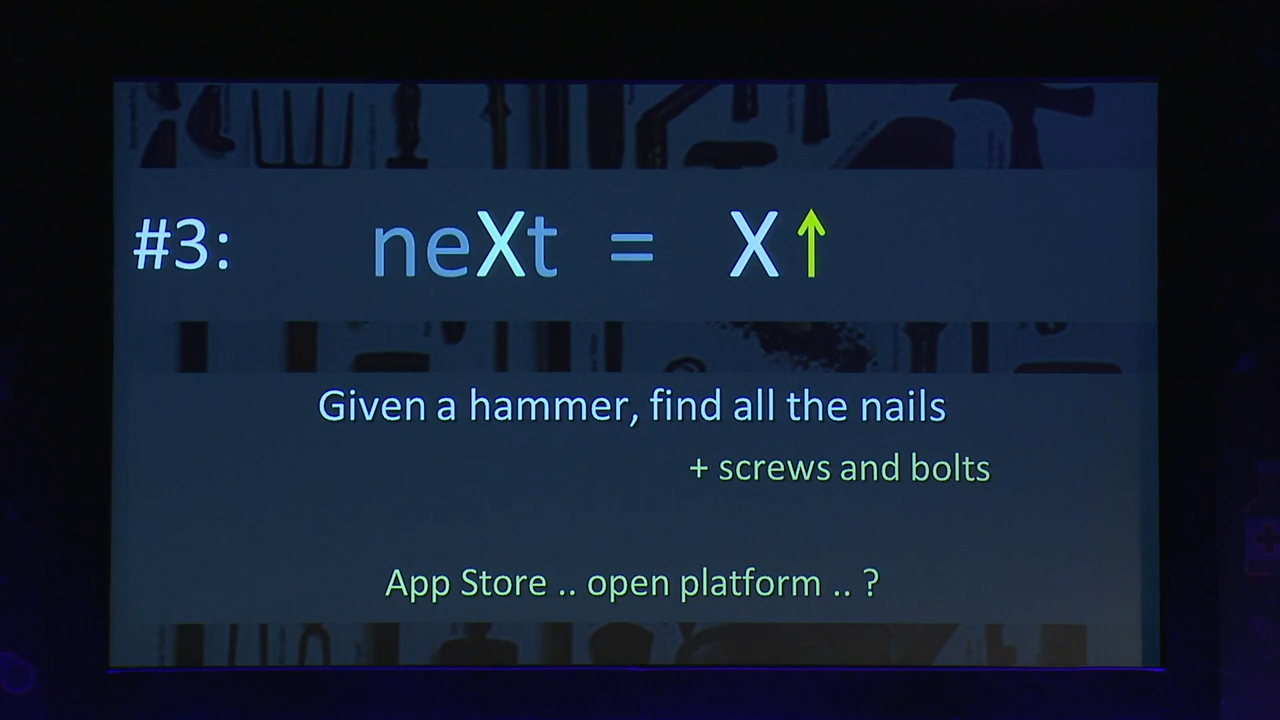 #3: neXt = X↑
Given a hammer, find all the nails
+ screws and bolts
App Store .. open platform .. ?